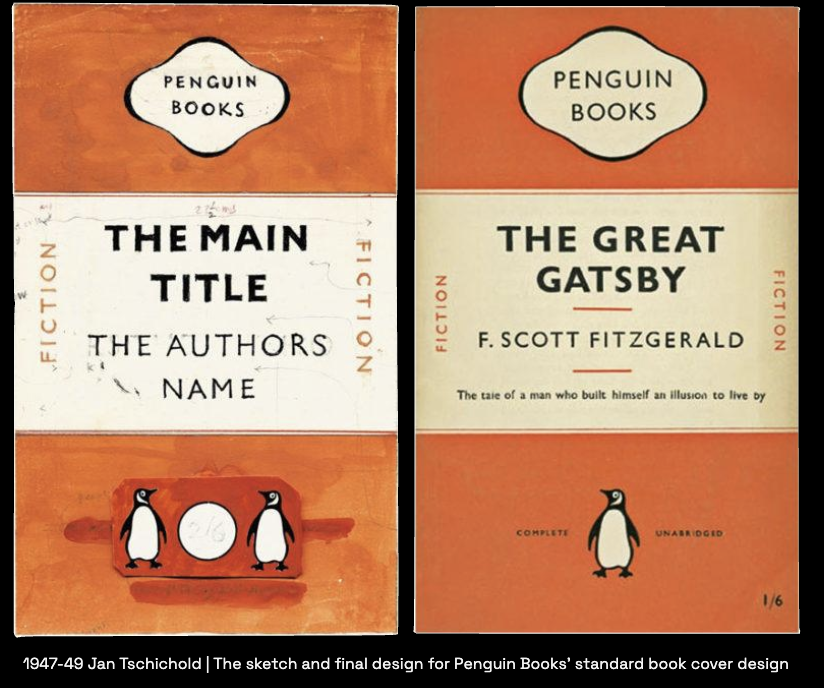 PENGUIN
BOOKS
FICTION
THE MAIN
TITLE
THE AUTHORS
NAME
FICTION
2/6
PENGUIN
BOOKS
FICTION
THE GREAT
GATSBY
F. SCOTT FITZGERALD
The tale of a man who built himself an illusion to live by
FICTION
COMPLETE
UNABRIDGED
1/6
1947-49 Jan Tschichold | The sketch and final design for Penguin Books' standard book cover design